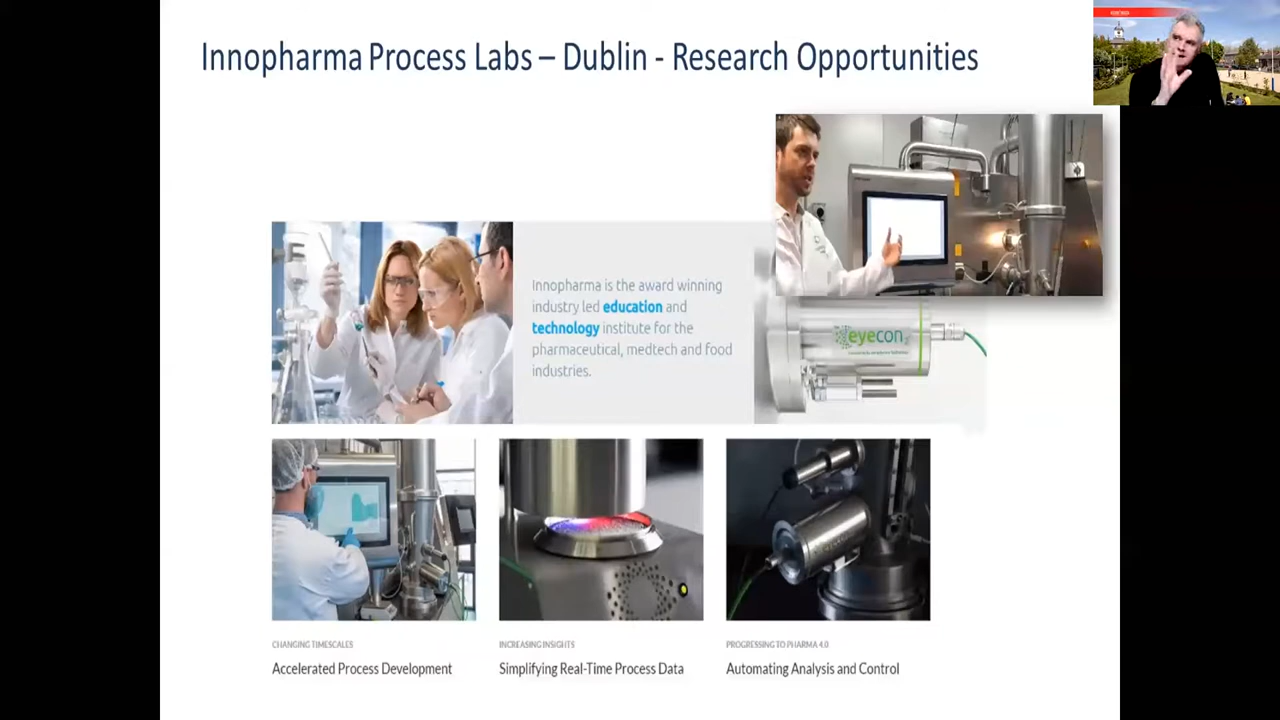 Innopharma Process Labs – Dublin - Research Opportunities
Innopharma is the award winning
industry led education and
technology institute for the
pharmaceutical, medtech and food
industries.
eyecon2
CHANGING TIMESCALES
Accelerated Process Development
INCREASING INSIGHTS
Simplifying Real-Time Process Data
PROGRESSING TO PHARMA 4.0
Automating Analysis and Control